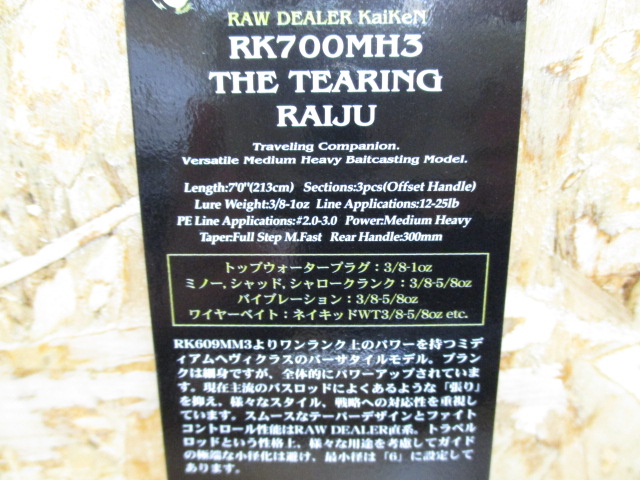 RAW DEALER KaiKeN
RK700MH3
THE TEARING
RAIJU
Traveling Companion.
Versatile Medium Heavy Baitcasting Model.
Length:7'0"(213cm) Sections:3pcs(Offset Handle)
Lure Weight:3/8-1oz Line Applications:12-25lb
PE Line Applications:#2.0-3.0 Power:Medium Heavy
Taper:Full Step M.Fast Rear Handle:300mm
トップウォータープラグ：3/8-1oz
ミノー,シャッド,シャロークランク：3/8-5/8oz
バイブレーション：3/8-5/8oz
ワイヤーベイト：ネイキッドWT3/8-5/8oz etc.
RK609MM3よりワンランク上のパワーを持つミデ
ィアムヘヴィクラスのバーサタイルモデル。ブラン
クは細身ですが、全体的にパワーアップされていま
す。現在主流のバスロッドによくあるような「張り」
を抑え、様々なスタイル、戦略への対応性を重視し
ています。スムースなテーパーデザインとファイト
コントロール性能はRAW DEALER直系。トラベル
ロッドという性格上、様々な用途を考慮してガイド
の極端な小径化は避け、最小径は「6」に設定して
あります。